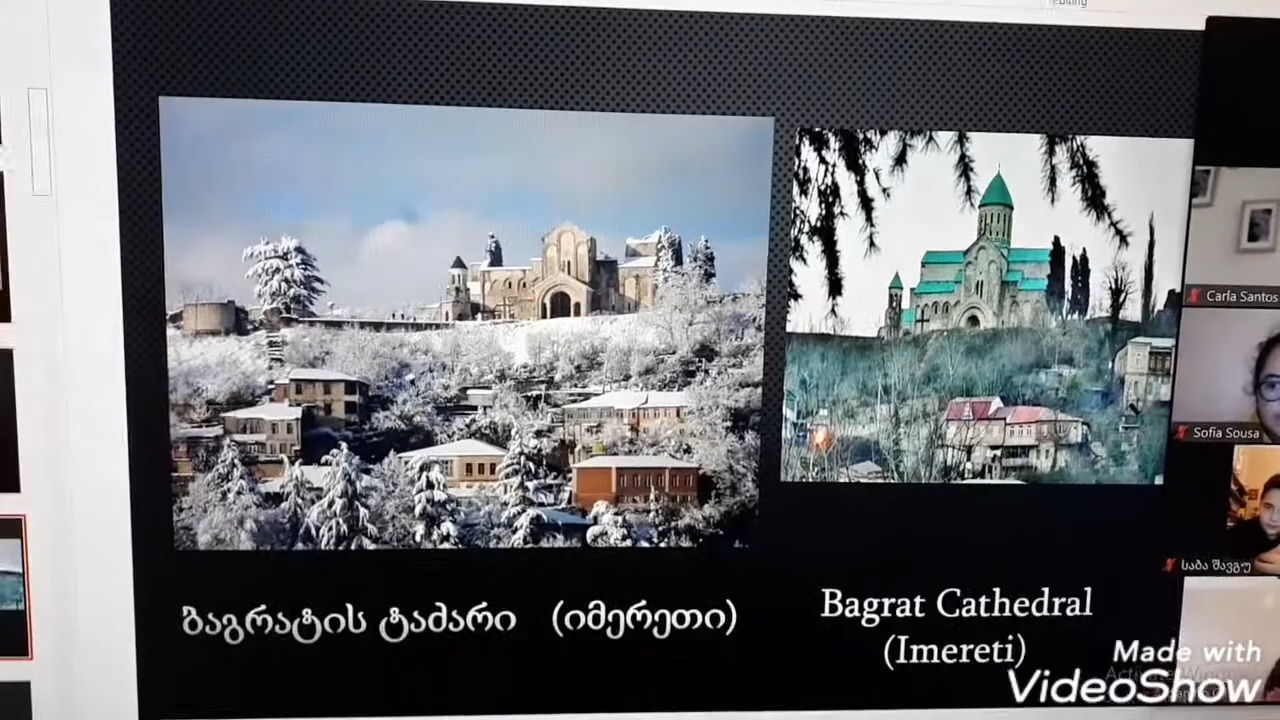 Carla Santos
Sofia Sousa
საბა შავგუ
ბაგრატის ტაძარი (იმერეთი)
Bagrat Cathedral
(Imereti)
Made with
VideoShow